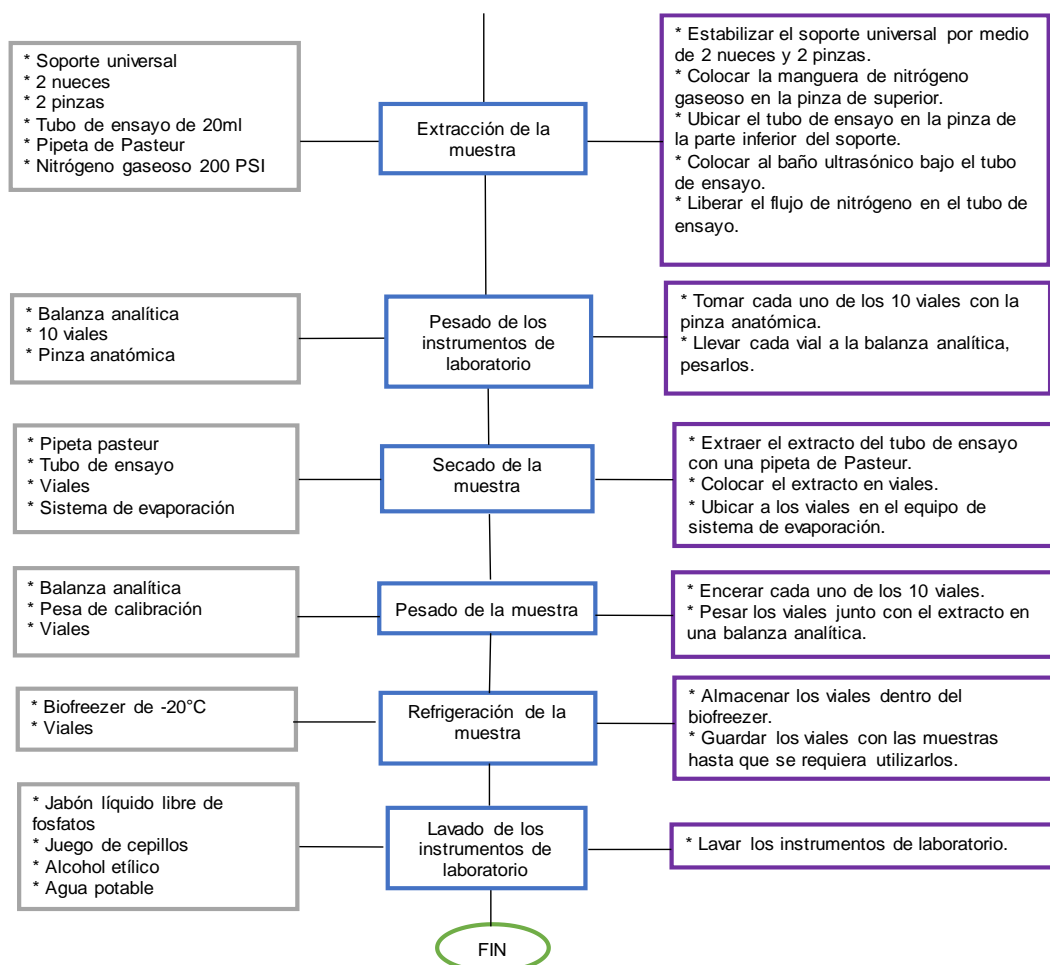 * Soporte universal
* 2 nueces
* 2 pinzas
* Tubo de ensayo de 20ml
* Pipeta de Pasteur
* Nitrógeno gaseoso 200 PSI
Extracción de la
muestra
* Estabilizar el soporte universal por medio
de 2 nueces y 2 pinzas.
* Colocar la manguera de nitrógeno
gaseoso en la pinza de superior.
* Ubicar el tubo de ensayo en la pinza de
la parte inferior del soporte.
* Colocar al baño ultrasónico bajo el tubo
de ensayo.
* Liberar el flujo de nitrógeno en el tubo de
ensayo.
* Balanza analítica
* 10 viales
* Pinza anatómica
Pesado de los
instrumentos de
laboratorio
* Tomar cada uno de los 10 viales con la
pinza anatómica.
* Llevar cada vial a la balanza analítica,
pesarlos.
* Pipeta pasteur
* Tubo de ensayo
* Viales
* Sistema de evaporación
Secado de la
muestra
* Extraer el extracto del tubo de ensayo
con una pipeta de Pasteur.
* Colocar el extracto en viales.
* Ubicar a los viales en el equipo de
sistema de evaporación.
* Balanza analítica
* Pesa de calibración
* Viales
Pesado de la muestra
* Encerar cada uno de los 10 viales.
* Pesar los viales junto con el extracto en
una balanza analítica.
* Biofreezer de -20°C
* Viales
Refrigeración de la
muestra
* Almacenar los viales dentro del
biofreezer.
* Guardar los viales con las muestras
hasta que se requiera utilizarlos.
* Jabón líquido libre de
fosfatos
* Juego de cepillos
* Alcohol etílico
* Agua potable
Lavado de los
instrumentos de
laboratorio
* Lavar los instrumentos de laboratorio.
FIN